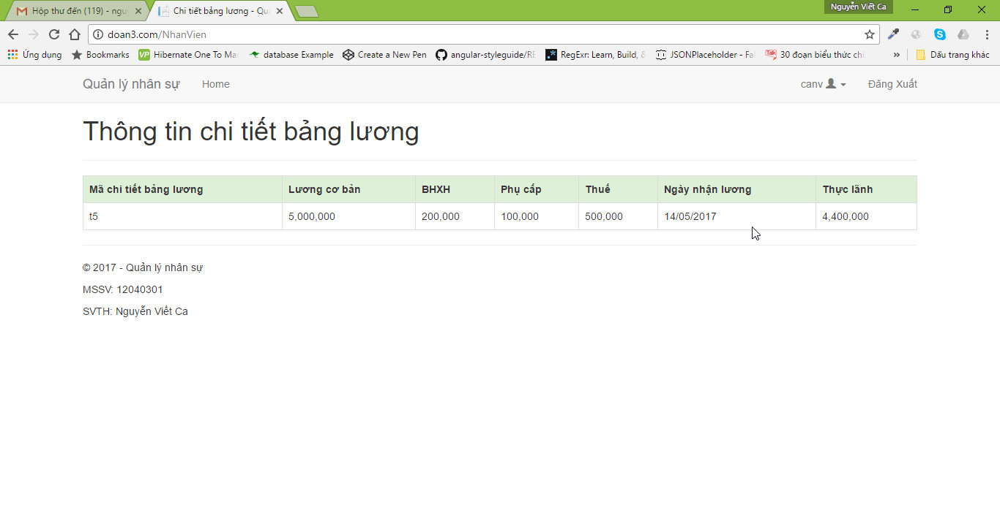 Nguyễn Viết Ca
Hộp thư đến (119) - Chi tiết bảng lương -
doan3.com/NhanVien
Ứng dụng Bookmarks VP Hibernate One To database Example Create a New Pen angular-styleguide/RE RegExr: Learn, Build, JSONPlaceholder - 30 đoạn biểu thức » Dấu trang khác
Quản lý nhân sự Home canv Đăng Xuất
Thông tin chi tiết bảng lương
Mã chi tiết bảng lương Lương cơ bản BHXH Phụ cấp Thuế Ngày nhận lương Thực lãnh
t5 5,000,000 200,000 100,000 500,000 14/05/2017 4,400,000
© 2017 - Quản lý nhân sự
MSSV: 12040301
SVTH: Nguyễn Viết Ca